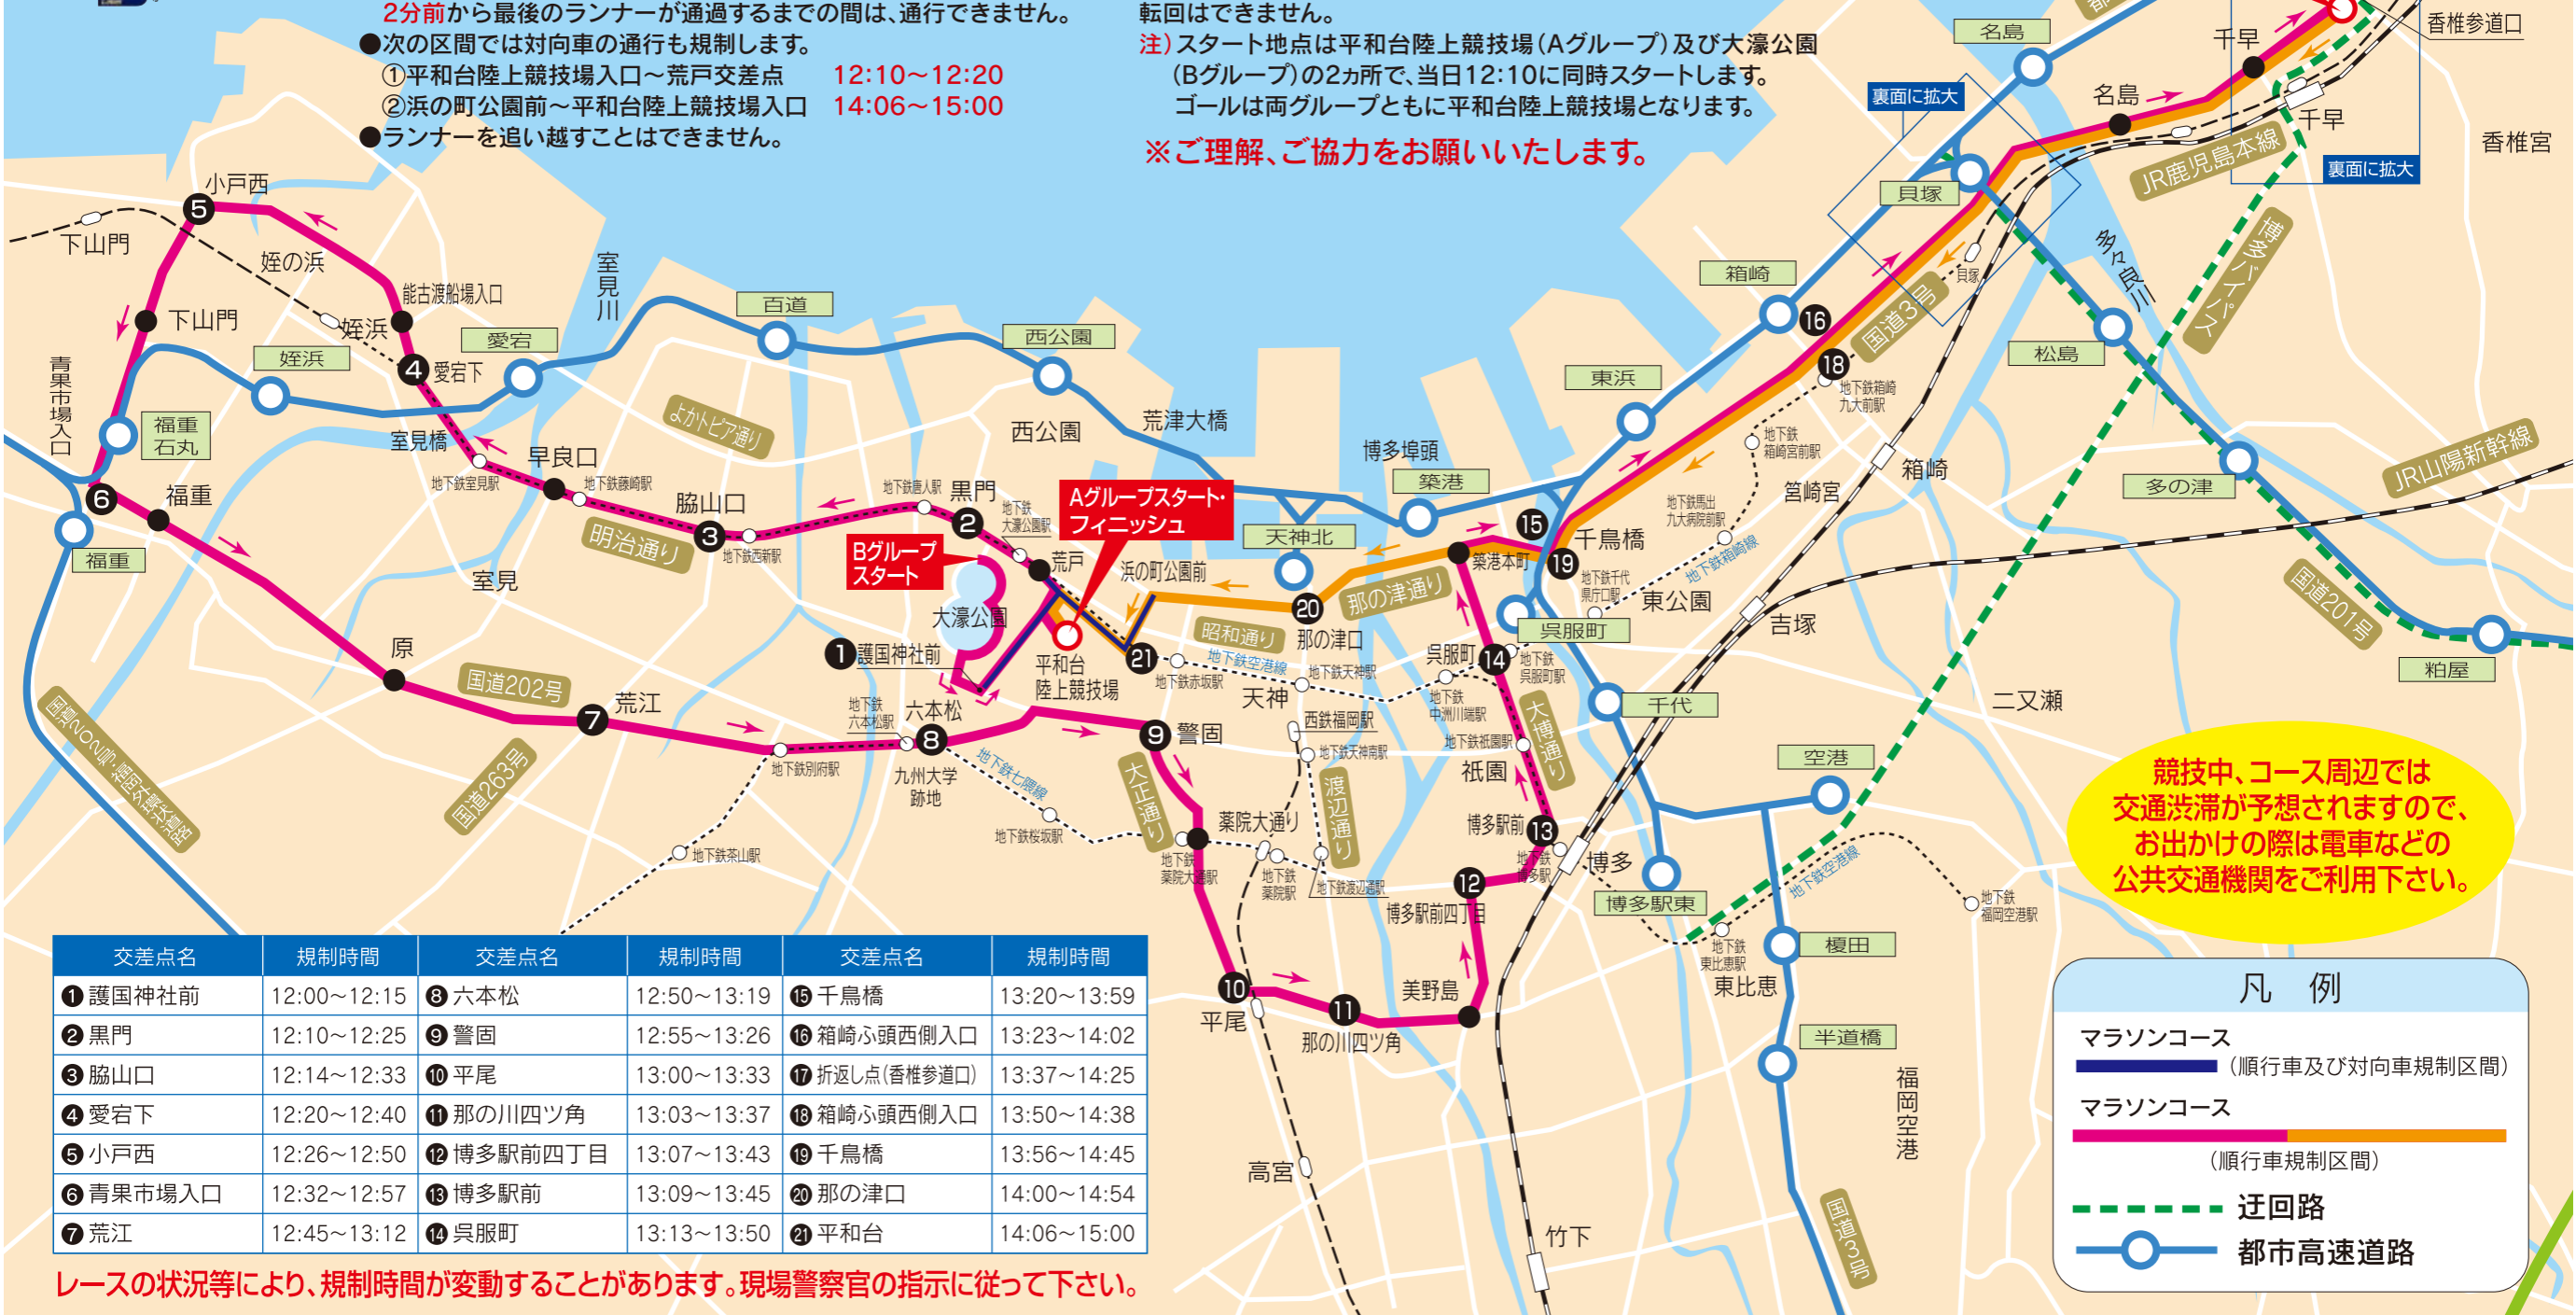 2分前から最後のランナーが通過するまでの間は、通行できません。
●次の区間では対向車の通行も規制します。
①平和台陸上競技場入口～荒戸交差点 12:10～12:20
②浜の町公園前～平和台陸上競技場入口 14:06～15:00
●ランナーを追い越すことはできません。
転回はできません。
注)スタート地点は平和台陸上競技場(Aグループ)及び大濠公園
(Bグループ)の2ヵ所で、当日12:10に同時スタートします。
ゴールは両グループともに平和台陸上競技場となります。
※ご理解、ご協力をお願いいたします。
名島
千早
香椎参道口
裏面に拡大
名島
千早
香椎宮
JR鹿児島本線
裏面に拡大
貝塚
小戸西
5
下山門
姪の浜
室見川
能古渡船場入口
下山門
姪浜
愛宕
百道
西公園
箱崎
16
国道3号
貝塚
多々良川
博多バイパス
松島
青果市場入口
姪浜
4
愛宕下
福重
石丸
よかトピア通り
室見橋
早良口
地下鉄室見駅
地下鉄藤崎駅
西公園
荒津大橋
博多埠頭
東浜
18
地下鉄箱崎
九大前駅
地下鉄
箱崎宮前駅
箱崎
筥崎宮
多の津
JR山陽新幹線
6
福重
福重
脇山口
3
地下鉄西新駅
明治通り
室見
地下鉄唐人駅
黒門
2
地下鉄
大濠公園駅
Aグループスタート・
フィニッシュ
Bグループ
スタート
荒戸
浜の町公園前
天神北
築港
15
千鳥橋
築港本町
19
地下鉄馬出
九大病院前駅
地下鉄千代
県庁口駅
地下鉄箱崎線
東公園
国道201号
大濠公園
1
護国神社前
平和台
陸上競技場
21
地下鉄赤坂駅
昭和通り
20
那の津口
那の津通り
地下鉄空港線
地下鉄天神駅
天神
呉服町
呉服町
14
地下鉄
呉服町駅
地下鉄
中洲川端駅
吉塚
粕屋
原
国道202号
国道202号・福岡外環状道路
国道263号
7
荒江
地下鉄別府駅
地下鉄
六本松駅
六本松
8
九州大学
跡地
地下鉄七隈線
地下鉄桜坂駅
地下鉄茶山駅
9
警固
大正通り
西鉄福岡駅
地下鉄天神南駅
渡辺通り
薬院大通り
地下鉄
薬院大通駅
地下鉄
薬院駅
地下鉄渡辺通駅
地下鉄祇園駅
祇園
大博通り
千代
二又瀬
空港
博多駅前
13
地下鉄
博多駅
博多
12
博多駅前四丁目
博多駅東
地下鉄空港線
地下鉄
福岡空港駅
地下鉄
東比恵駅
東比恵
榎田
半道橋
福岡空港
国道3号
10
平尾
11
那の川四ツ角
美野島
高宮
竹下
競技中、コース周辺では
交通渋滞が予想されますので、
お出かけの際は電車などの
公共交通機関をご利用下さい。
交差点名 規制時間 交差点名 規制時間 交差点名 規制時間
❶護国神社前 12:00～12:15 ❽六本松 12:50～13:19 ⓯千鳥橋 13:20～13:59
❷黒門 12:10～12:25 ❾警固 12:55～13:26 ⓰箱崎ふ頭西側入口 13:23～14:02
❸脇山口 12:14～12:33 ❿平尾 13:00～13:33 ⓱折返し点(香椎参道口) 13:37～14:25
❹愛宕下 12:20～12:40 ⓫那の川四ツ角 13:03～13:37 ⓲箱崎ふ頭西側入口 13:50～14:38
❺小戸西 12:26～12:50 ⓬博多駅前四丁目 13:07～13:43 ⓳千鳥橋 13:56～14:45
❻青果市場入口 12:32～12:57 ⓭博多駅前 13:09～13:45 ⓴那の津口 14:00～14:54
❼荒江 12:45～13:12 ⓮呉服町 13:13～13:50 21平和台 14:06～15:00
レースの状況等により、規制時間が変動することがあります。現場警察官の指示に従って下さい。
凡 例
マラソンコース
(順行車及び対向車規制区間)
マラソンコース
(順行車規制区間)
迂回路
都市高速道路